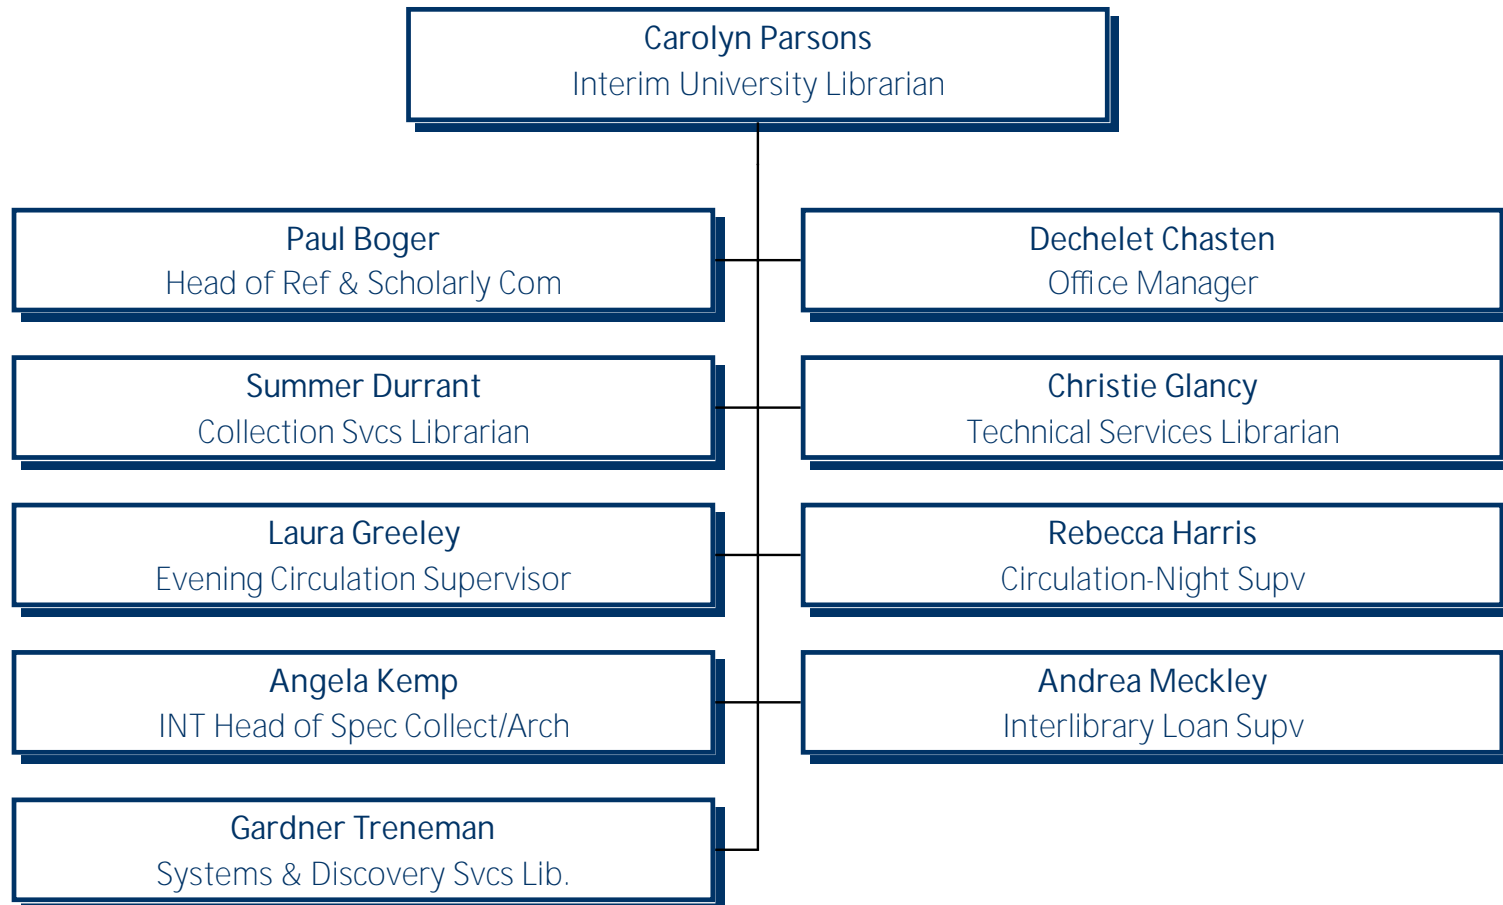 Carolyn Parsons
Interim University Librarian
Paul Boger
Head of Ref & Scholarly Com
Dechelet Chasten
Office Manager
Summer Durrant
Collection Svcs Librarian
Christie Glancy
Technical Services Librarian
Laura Greeley
Evening Circulation Supervisor
Rebecca Harris
Circulation-Night Supv
Angela Kemp
INT Head of Spec Collect/Arch
Andrea Meckley
Interlibrary Loan Supv
Gardner Treneman
Systems & Discovery Svcs Lib.